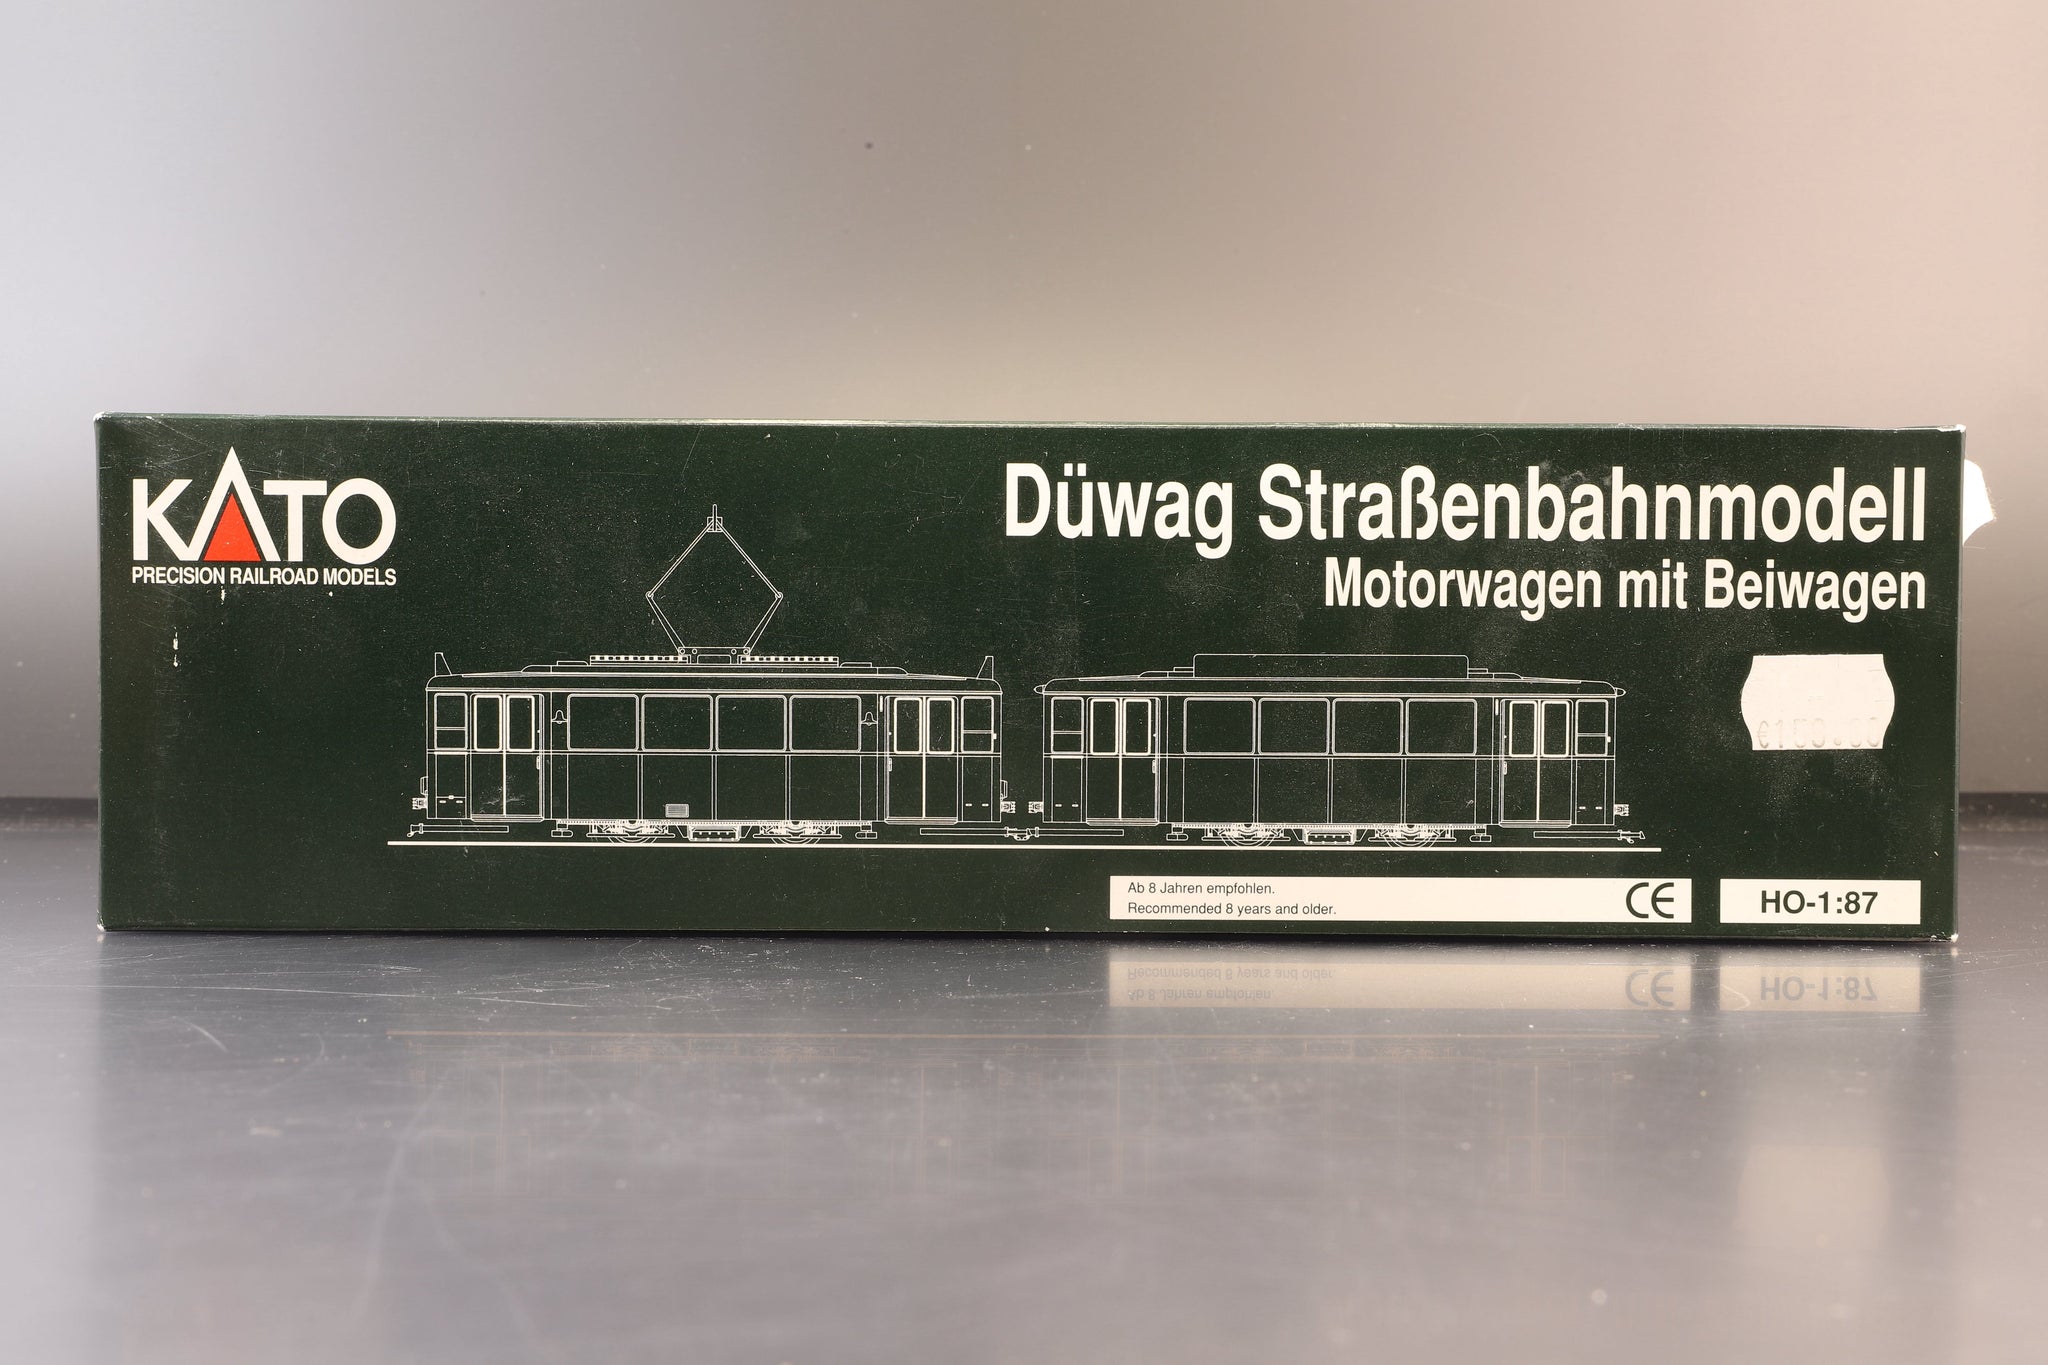 KATO
PRECISION RAILROAD MODELS
Düwag Straßenbahnmodell
Motorwagen mit Beiwagen
Ab 8 Jahren empfohlen.
Recommended 8 years and older.
CE
HO-1:87